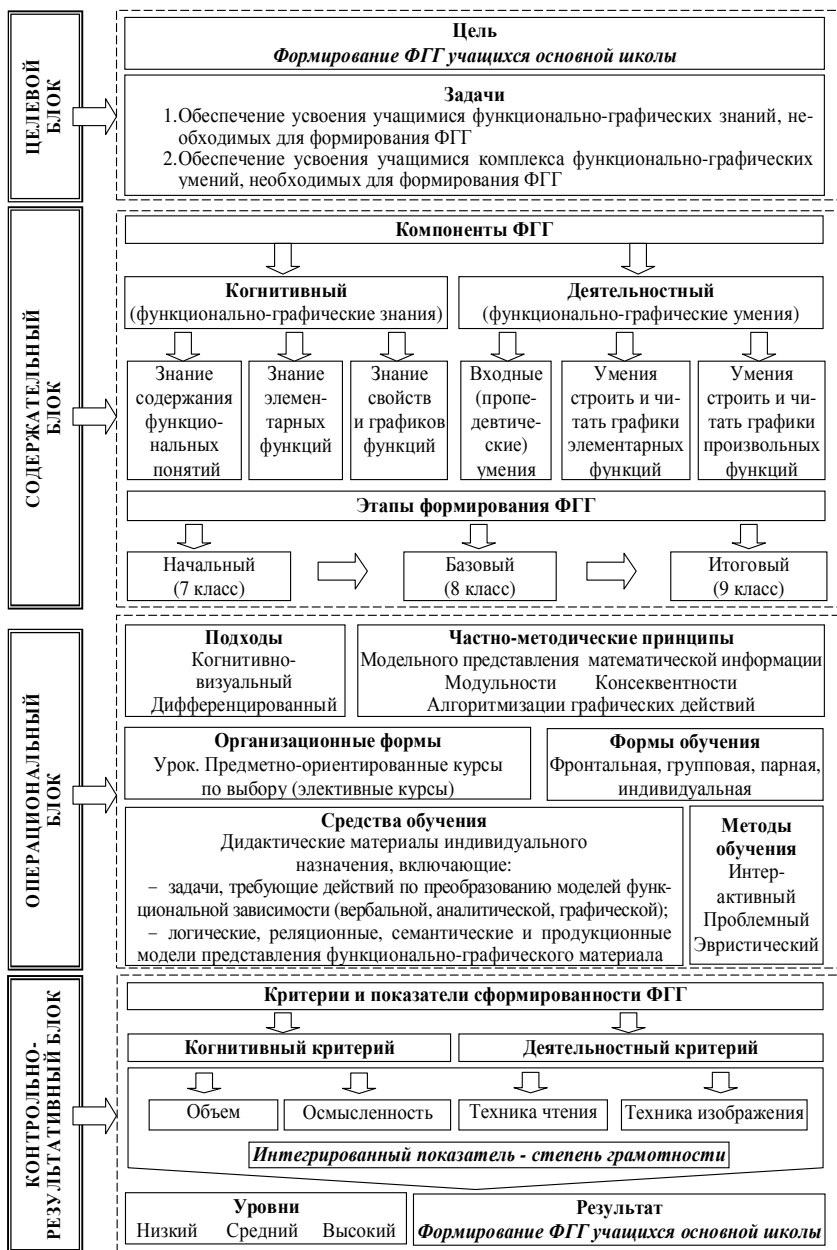 ЦЕЛЕВОЙ
БЛОК
Цель
Формирование ФГГ учащихся основной школы
Задачи
1.Обеспечение усвоения учащимися функционально-графических знаний, не-
обходимых для формирования ФГГ
2.Обеспечение усвоения учащимися комплекса функционально-графических
умений, необходимых для формирования ФГГ
СОДЕРЖАТЕЛЬНЫЙ
БЛОК
Компоненты ФГГ
Когнитивный
(функционально-графические знания)
Деятельностный
(функционально-графические умения)
Знание
содержания
функцио-
нальных
понятий
Знание
элемен-
тарных
функций
Знание
свойств
и графиков
функций
Входные
(пропе-
девтиче-
ские)
умения
Умения
строить и чи-
тать графики
элементарных
функций
Умения
строить и чи-
тать графики
произвольных
функций
Этапы формирования ФГГ
Начальный
(7 класс)
Базовый
(8 класс)
Итоговый
(9 класс)
ОПЕРАЦИОНАЛЬНЫЙ
БЛОК
Подходы
Когнитивно-
визуальный
Дифференцированный
Частно-методические принципы
Модельного представления математической информации
Модульности Консеквентности
Алгоритмизации графических действий
Организационные формы
Урок. Предметно-ориентированные курсы
по выбору (элективные курсы)
Формы обучения
Фронтальная, групповая, парная,
индивидуальная
Средства обучения
Дидактические материалы индивидуального
назначения, включающие:
– задачи, требующие действий по преобразованию моделей функ-
циональной зависимости (вербальной, аналитической, графической);
– логические, реляционные, семантические и продукционные
модели представления функционально-графического материала
Методы
обучения
Интер-
активный
Проблемный
Эвристический
КОНТРОЛЬНО-
РЕЗУЛЬТАТИВНЫЙ БЛОК
Критерии и показатели сформированности ФГГ
Когнитивный критерий
Деятельностный критерий
Объем
Осмысленность
Техника чтения
Техника изображения
Интегрированный показатель - степень грамотности
Уровни
Низкий Средний Высокий
Результат
Формирование ФГГ учащихся основной школы